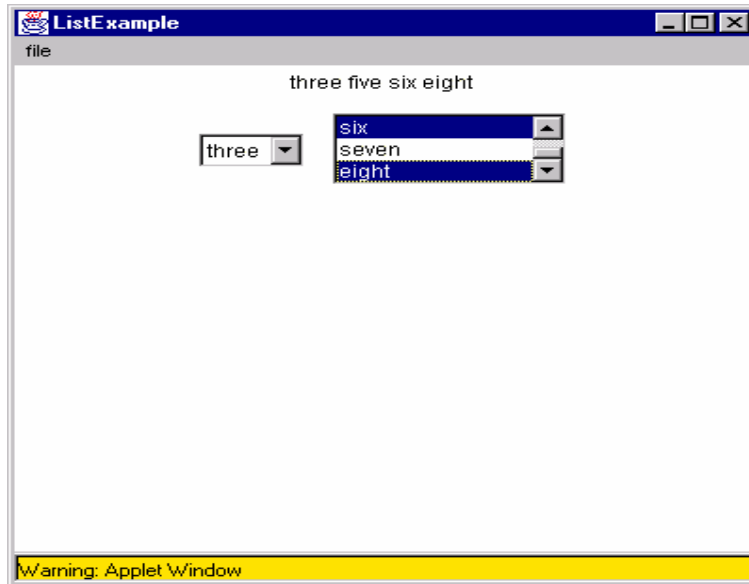 ListExample
file
three five six eight
three
six
seven
eight
Warning: Applet Window